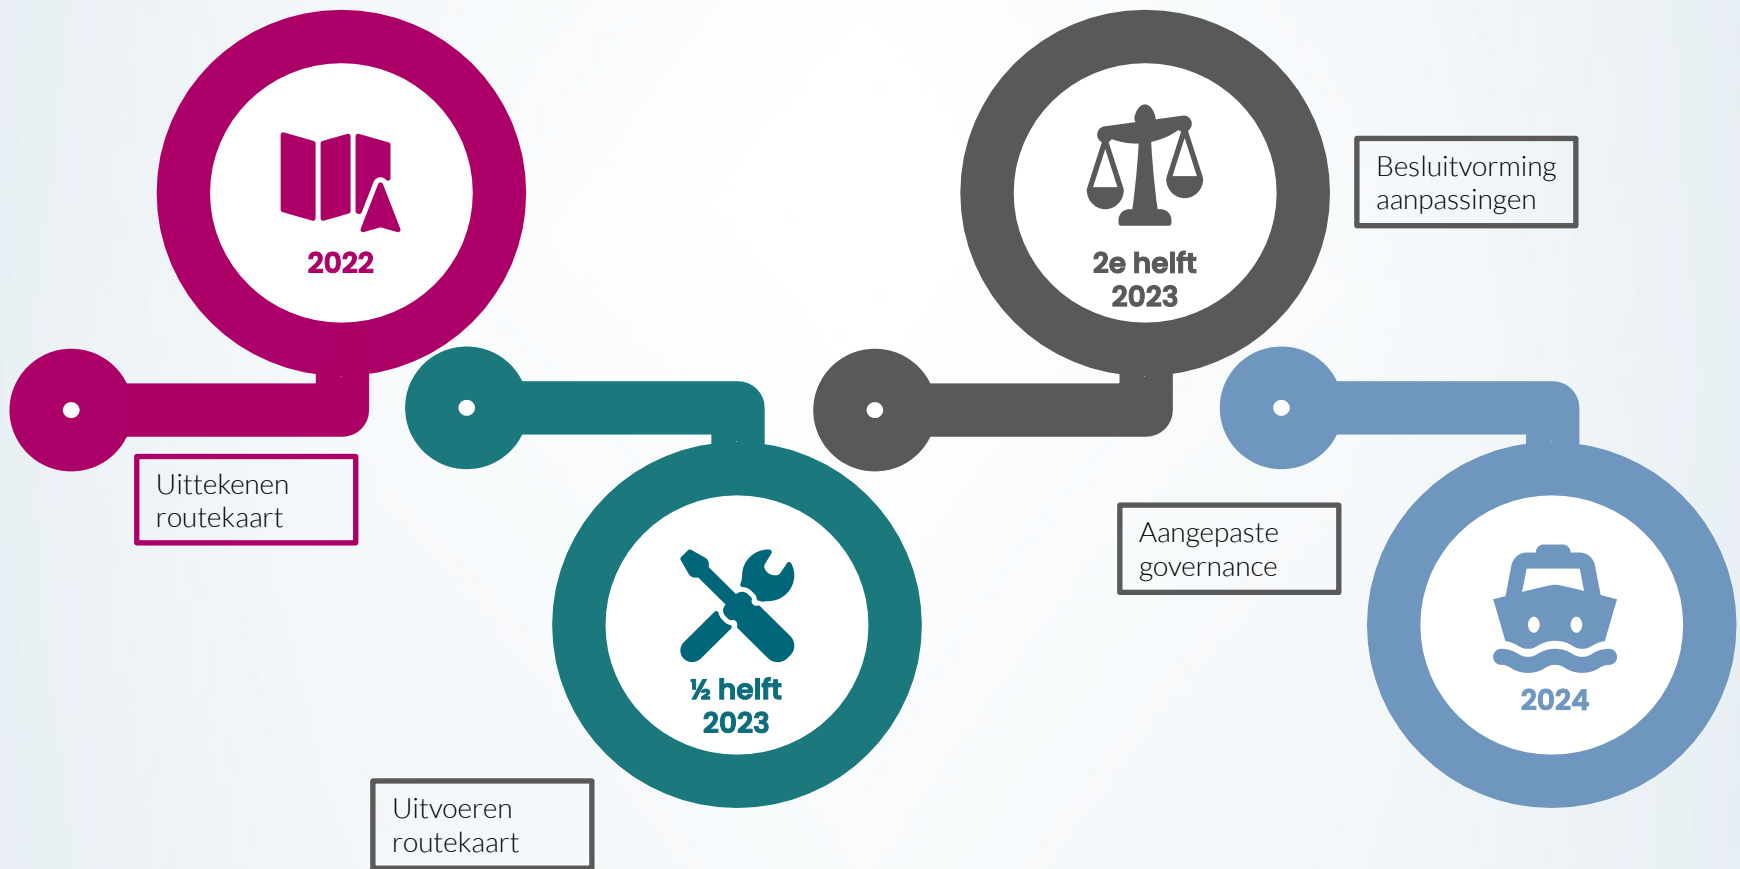 2022
Uittekenen
routekaart
½ helft
2023
Uitvoeren
routekaart
2e helft
2023
Besluitvorming
aanpassingen
Aangepaste
governance
2024